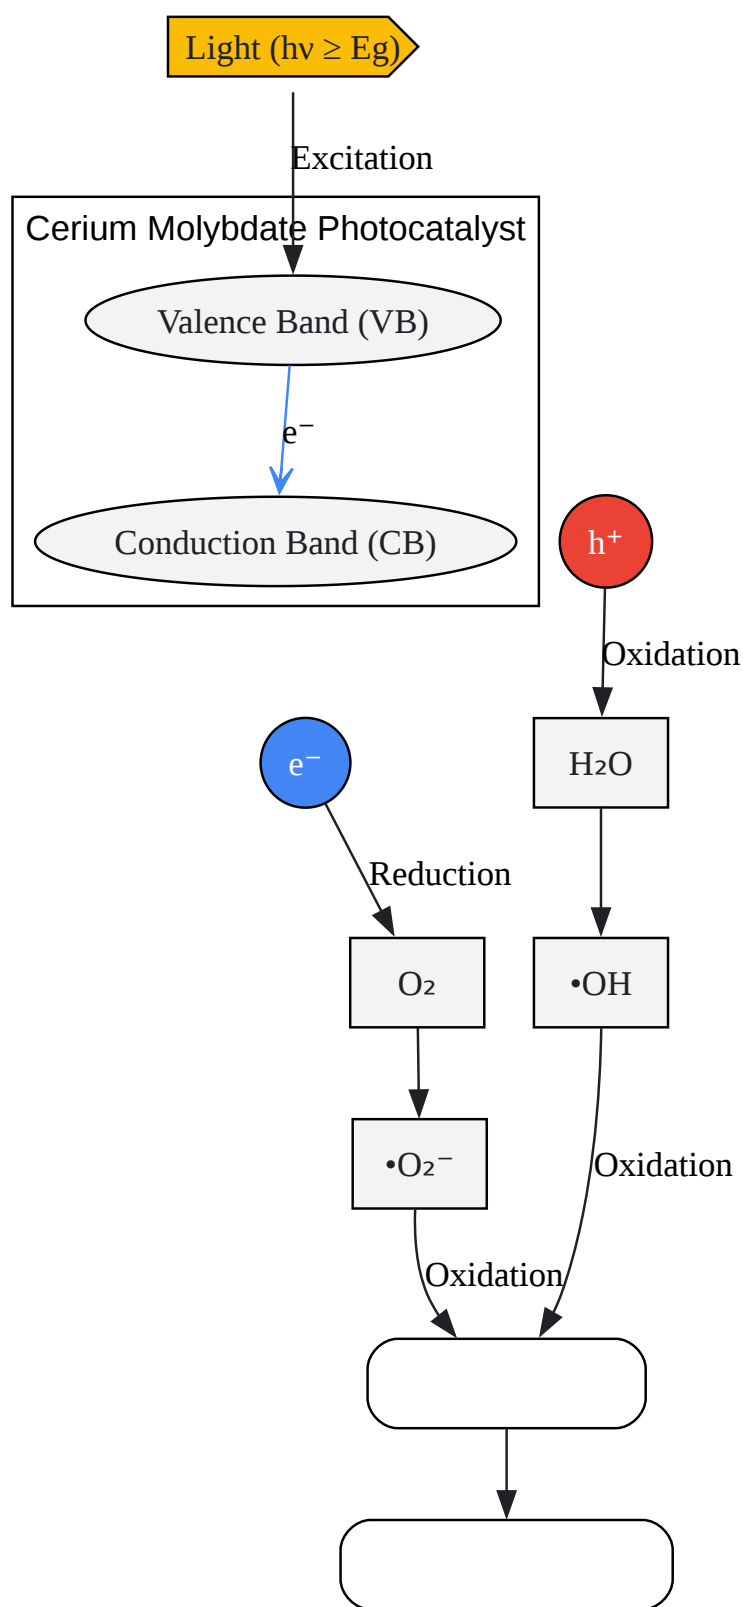 Light (hν ≥ Eg)
Excitation
Cerium Molybdate Photocatalyst
Valence Band (VB)
e⁻
Conduction Band (CB)
h⁺
Oxidation
e⁻
H₂O
Reduction
O₂
•OH
•O₂⁻
Oxidation
Oxidation